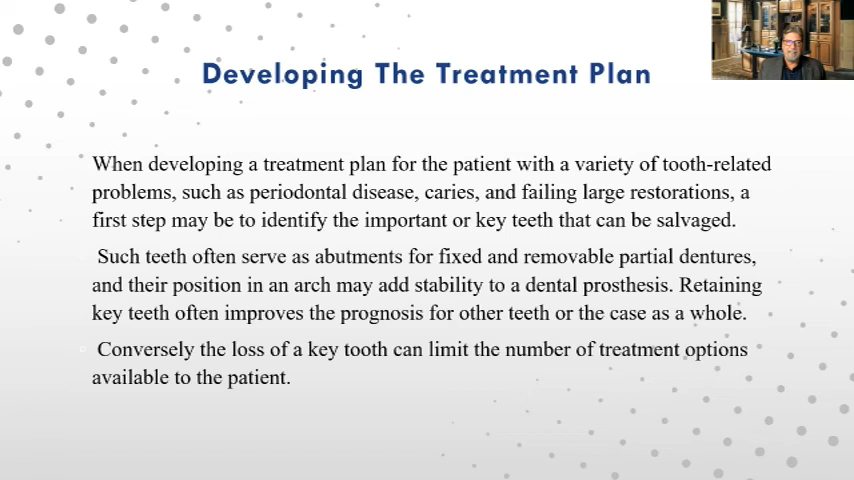 Developing The Treatment Plan
When developing a treatment plan for the patient with a variety of tooth-related
problems, such as periodontal disease, caries, and failing large restorations, a
first step may be to identify the important or key teeth that can be salvaged.
Such teeth often serve as abutments for fixed and removable partial dentures,
and their position in an arch may add stability to a dental prosthesis. Retaining
key teeth often improves the prognosis for other teeth or the case as a whole.
Conversely the loss of a key tooth can limit the number of treatment options
available to the patient.